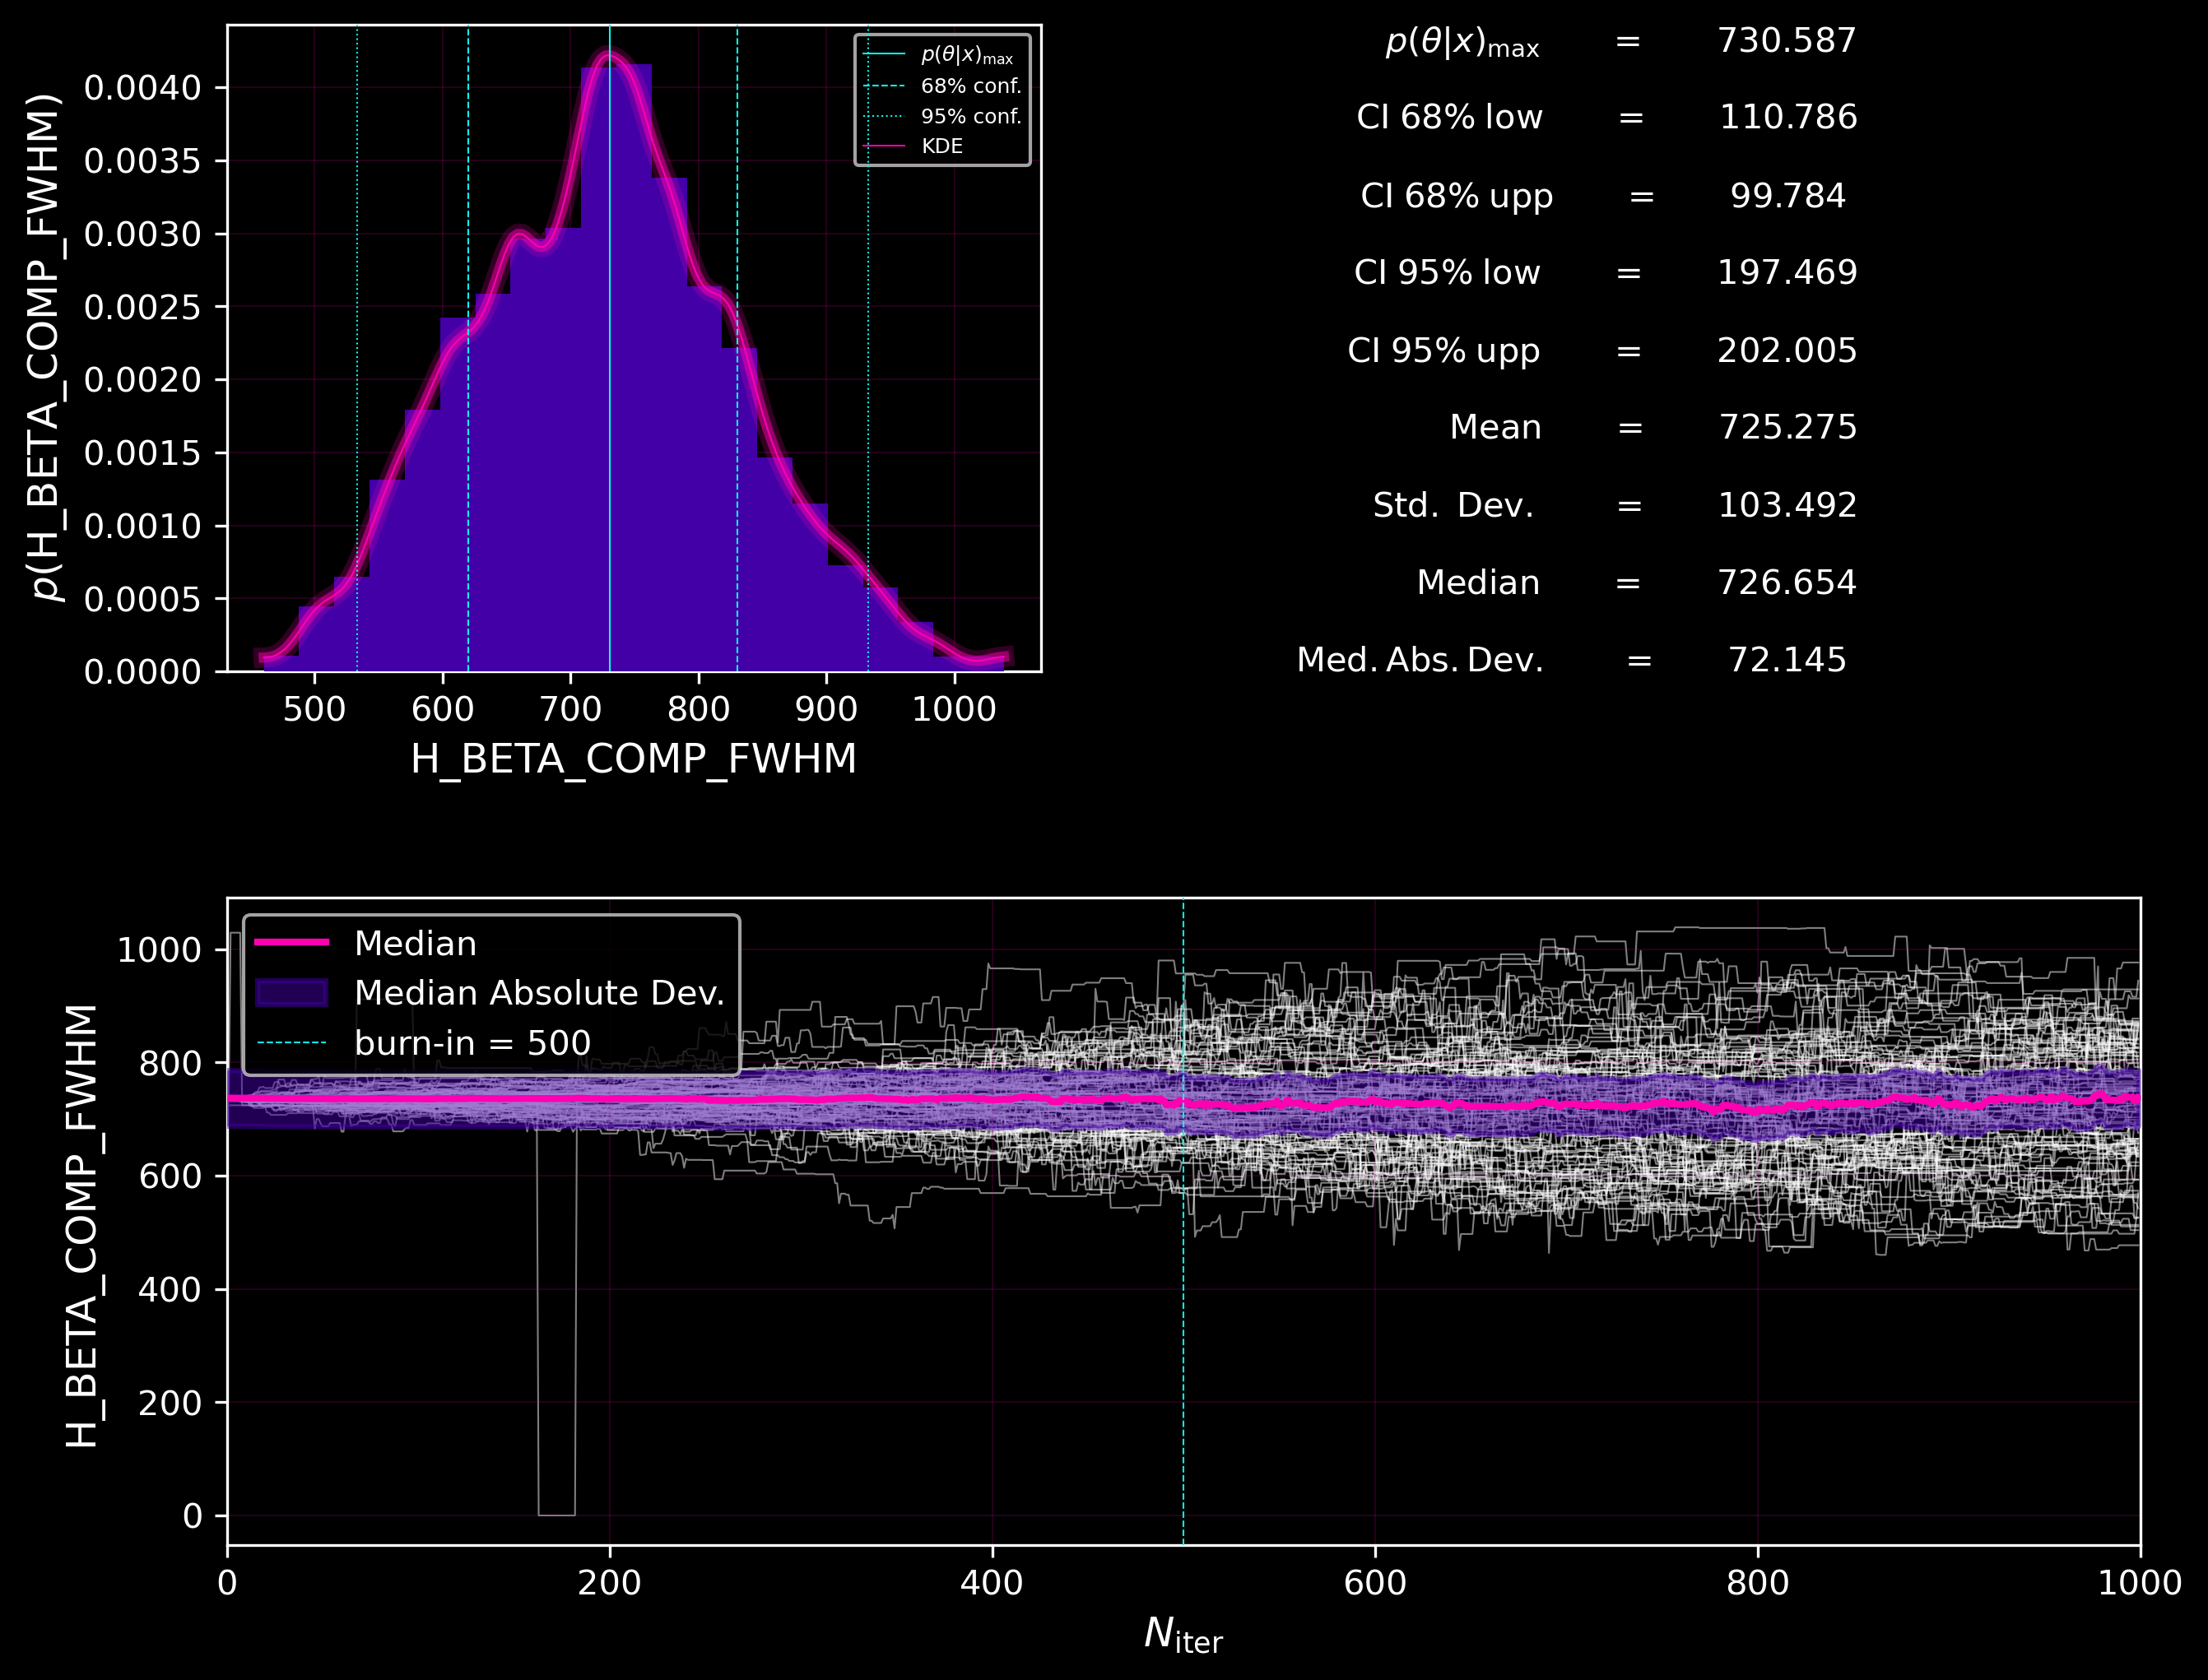 p(H_BETA_COMP_FWHM)
0.0040
0.0035
0.0030
0.0025
0.0020
0.0015
0.0010
0.0005
0.0000
p(θ|x)max
68% conf.
95% conf.
KDE
500 600 700 800 900 1000
H_BETA_COMP_FWHM
p(θ|x)max = 730.587
CI 68% low = 110.786
CI 68% upp = 99.784
CI 95% low = 197.469
CI 95% upp = 202.005
Mean = 725.275
Std. Dev. = 103.492
Median = 726.654
Med. Abs. Dev. = 72.145
H_BETA_COMP_FWHM
1000
800
600
400
200
0
Median
Median Absolute Dev.
burn-in = 500
0 200 400 600 800 1000
Niter